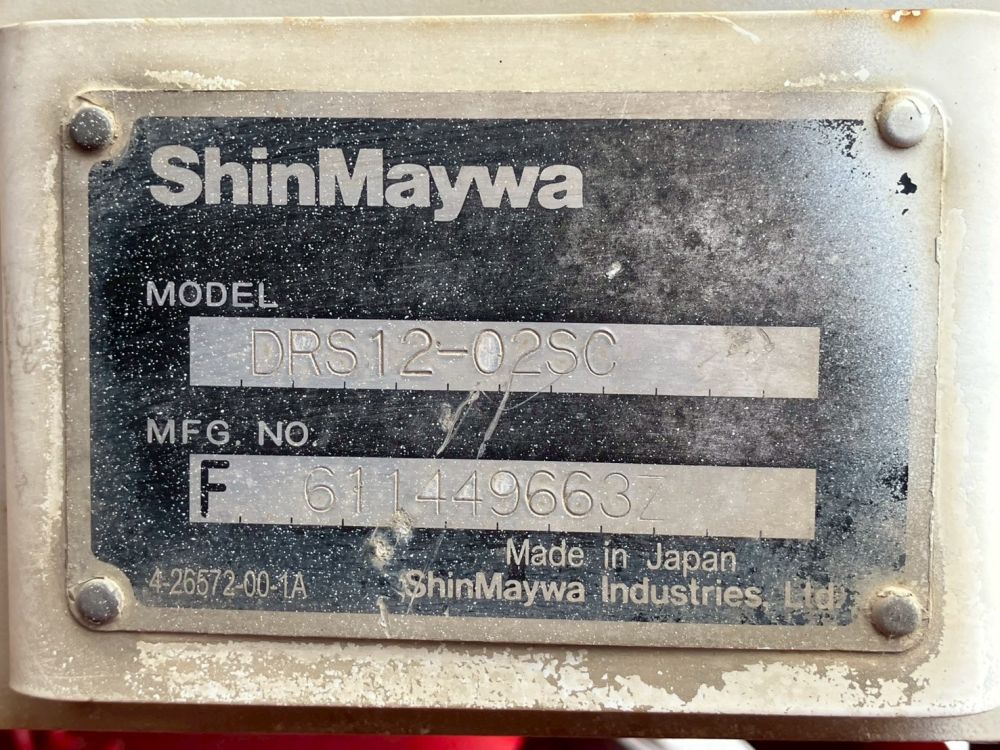 ShinMaywa
MODEL
DRS12-02SC
MFG. NO.
F 611449663Z
Made in Japan
4-26572-00-1A
ShinMaywa Industries, Ltd.